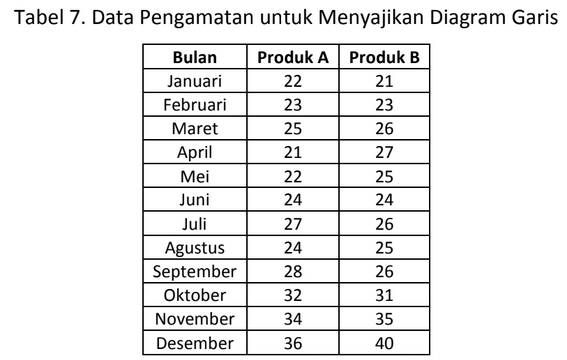 Tabel 7. Data Pengamatan untuk Menyajikan Diagram Garis
Bulan Produk A Produk B
Januari 22 21
Februari 23 23
Maret 25 26
April 21 27
Mei 22 25
Juni 24 24
Juli 27 26
Agustus 24 25
September 28 26
Oktober 32 31
November 34 35
Desember 36 40